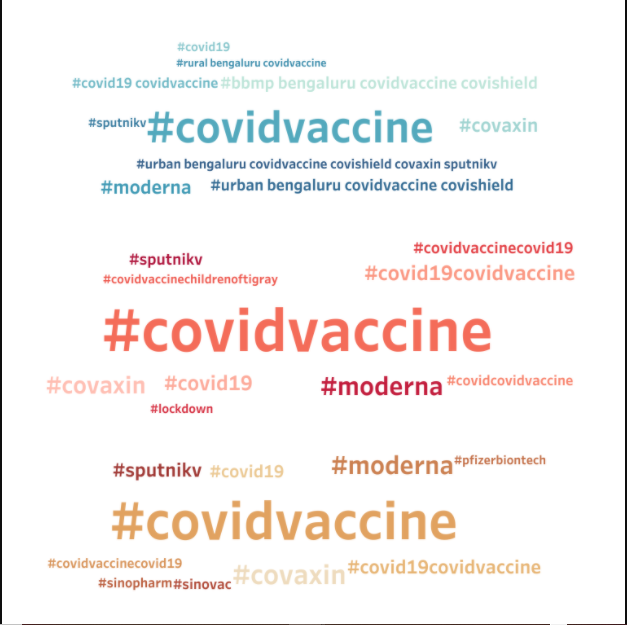 #covid19
#rural bengaluru covidvaccine
#covid19 covidvaccine #bbmp bengaluru covidvaccine covishield
#sputnikv #covidvaccine #covaxin
#urban bengaluru covidvaccine covishield covaxin sputnikv
#moderna #urban bengaluru covidvaccine covishield
#sputnikv #covidvaccinecovid19
#covidvaccinechildrenoftigray #covid19covidvaccine
#covidvaccine
#covaxin #covid19 #moderna #covidcovidvaccine
#lockdown
#sputnikv #covid19 #moderna #pfizerbiontech
#covidvaccine
#covidvaccinecovid19 #covid19covidvaccine
#sinopharm #sinovac #covaxin